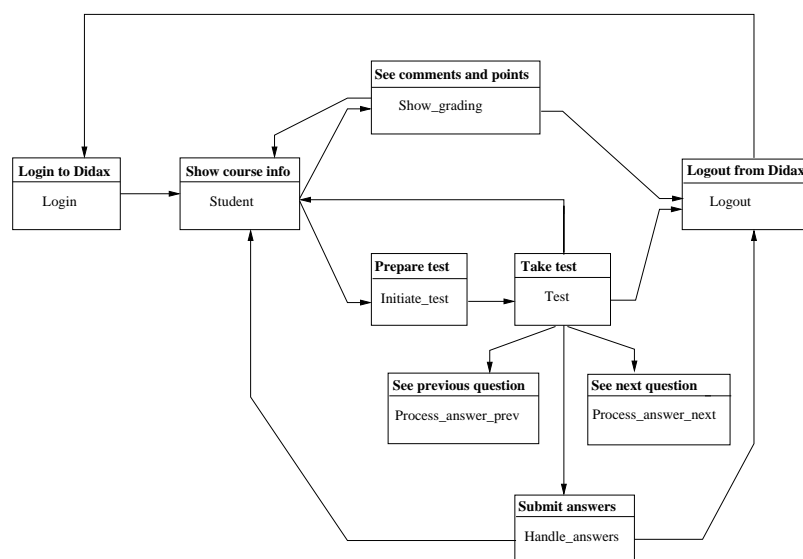 See comments and points
Show_grading
Login to Didax
Login
Show course info
Student
Logout from Didax
Logout
Prepare test
Initiate_test
Take test
Test
See previous question
Process_answer_prev
See next question
Process_answer_next
Submit answers
Handle_answers